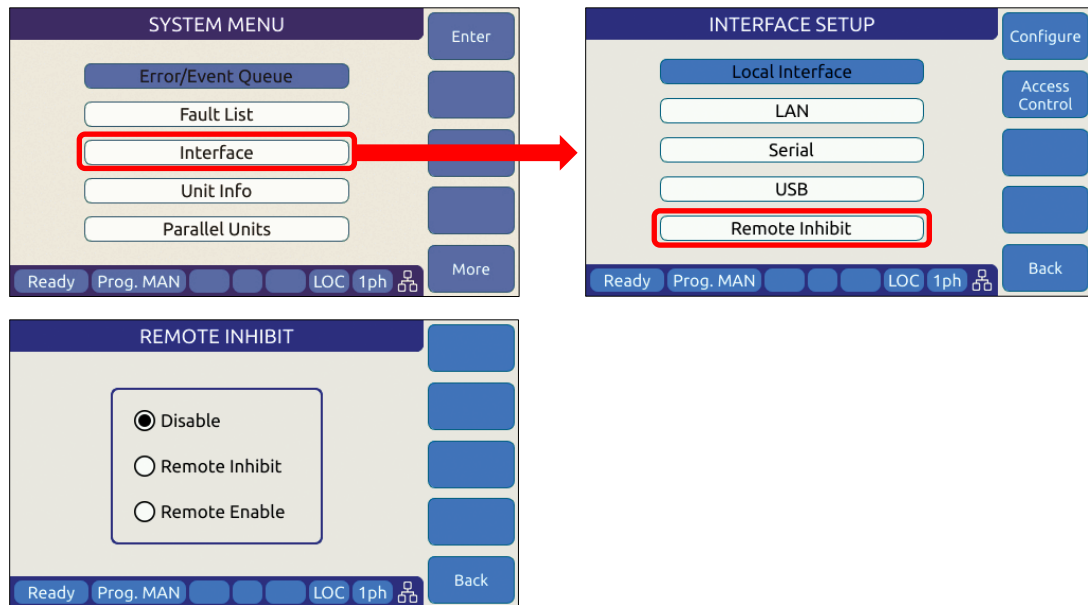 SYSTEM MENU
Enter
Error/Event Queue
Fault List
Interface
Unit Info
Parallel Units
More
Ready Prog. MAN LOC 1ph
INTERFACE SETUP
Configure
Local Interface
Access
Control
LAN
Serial
USB
Remote Inhibit
Back
Ready Prog. MAN LOC 1ph
REMOTE INHIBIT
Disable
Remote Inhibit
Remote Enable
Back
Ready Prog. MAN LOC 1ph